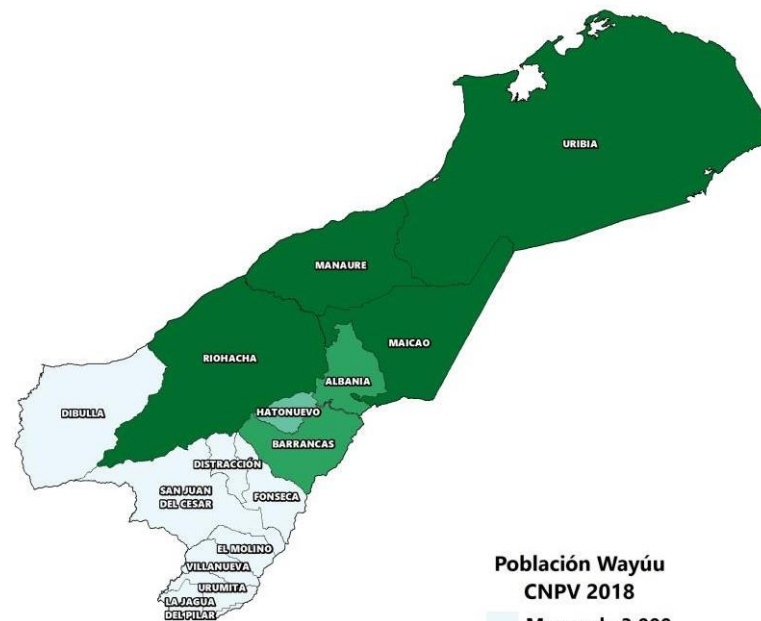 URIBIA
MANAURE
MAICAO
RIOHACHA
ALBANIA
DIBULLA
HATONUEVO
BARRANCAS
DISTRACCIÓN
SAN JUAN
DEL CESAR
FONSECA
EL MOLINO
VILLANUEVA
URUMITA
LA JAGUA
DEL PILAR
Población Wayúu
CNPV 2018